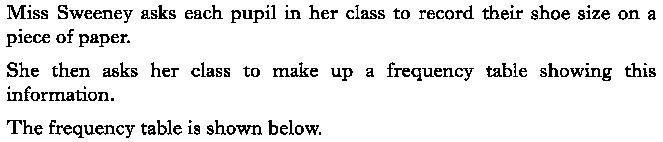 Miss Sweeney asks each pupil in her class to record their shoe size on a
piece of paper.
She then asks her class to make up a frequency table showing this
information.
The frequency table is shown below.